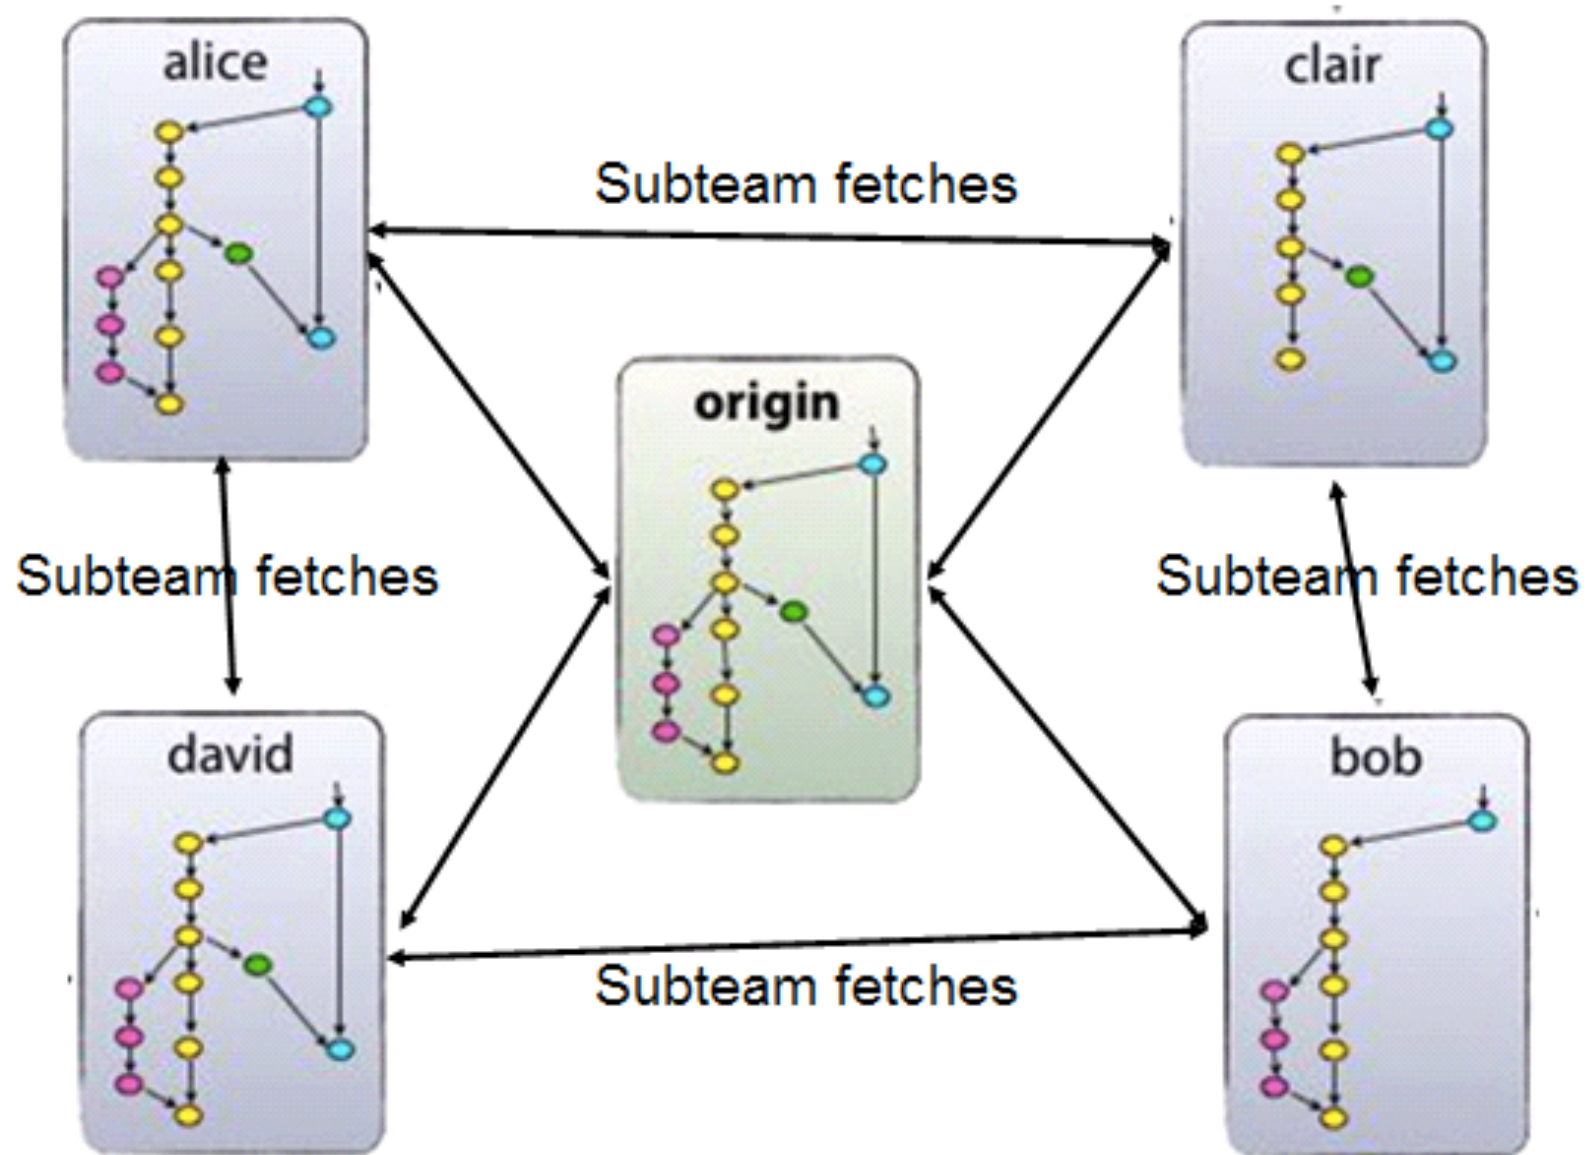 alice
clair
Subteam fetches
origin
Subteam fetches
Subteam fetches
david
bob
Subteam fetches